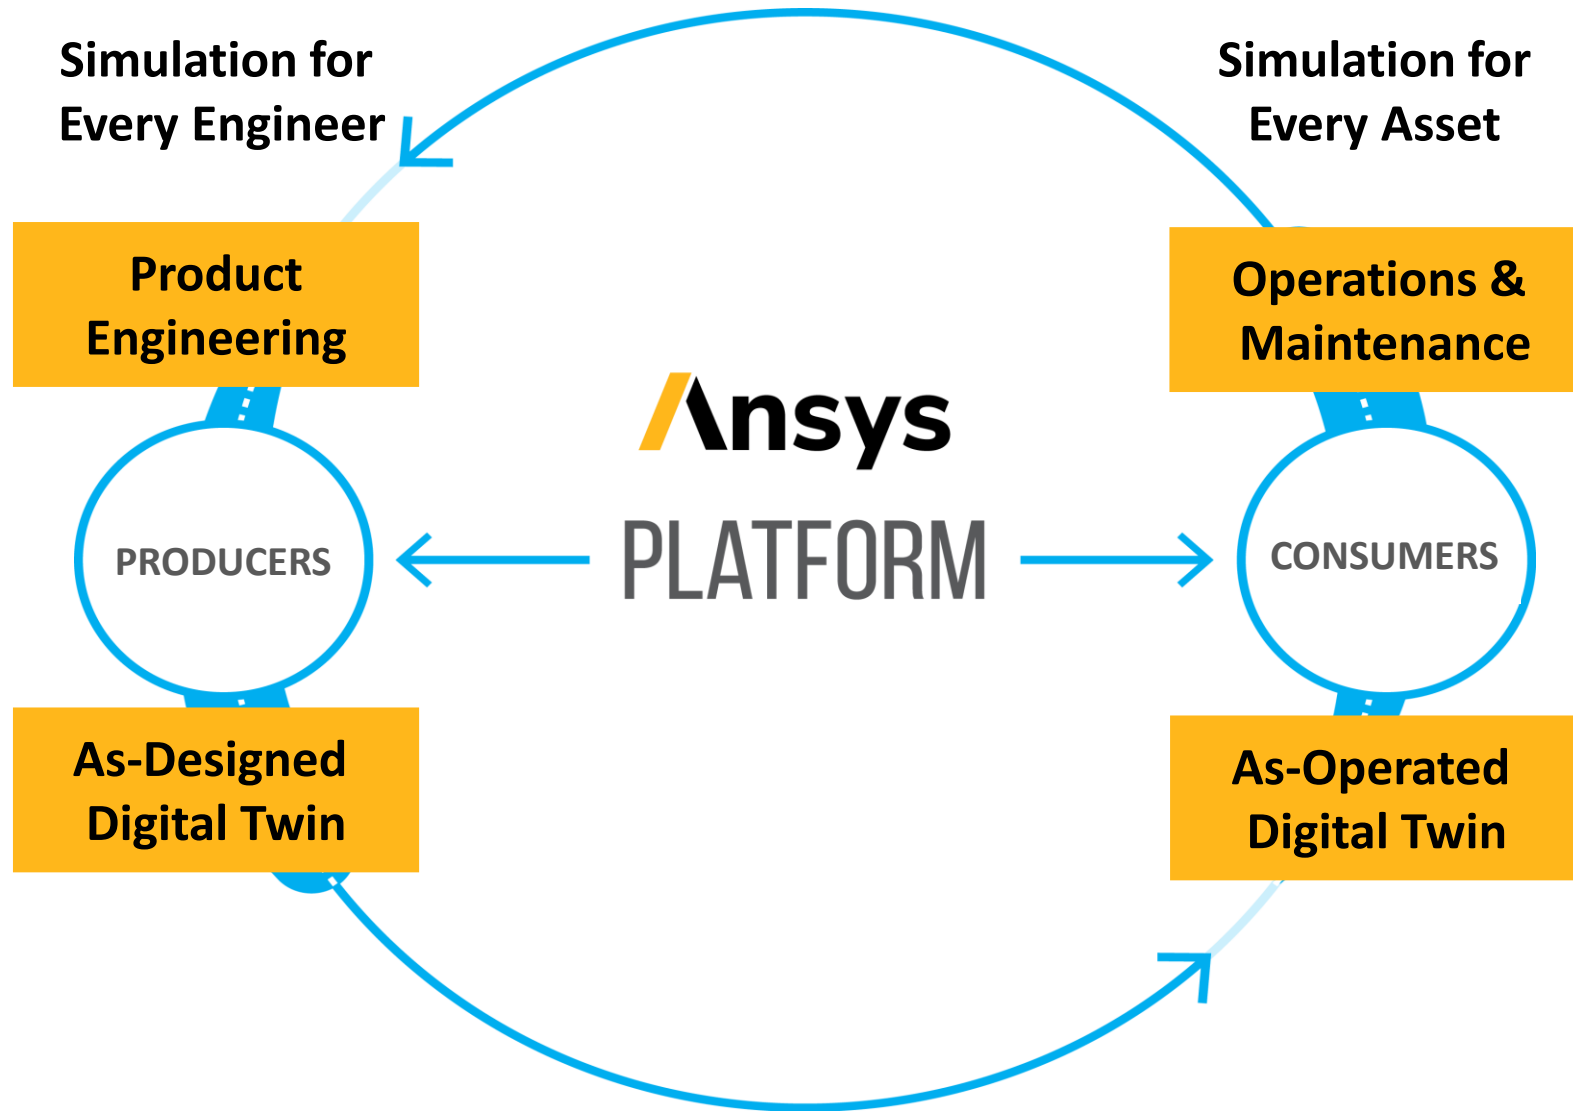 Simulation for
Every Engineer
Simulation for
Every Asset
Product
Engineering
Operations &
Maintenance
Ansys
PLATFORM
PRODUCERS
CONSUMERS
As-Designed
Digital Twin
As-Operated
Digital Twin